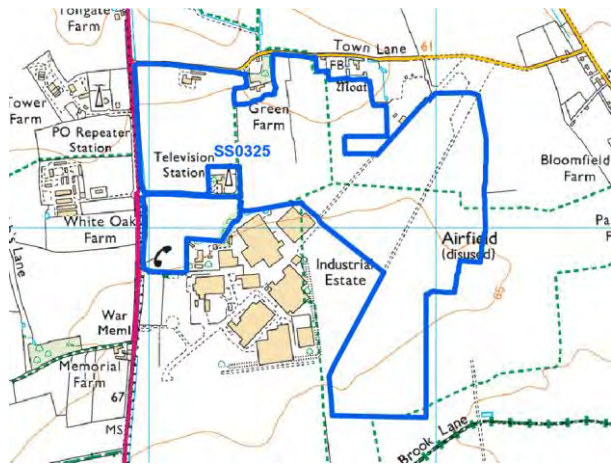 Tollgate
Farm
Town Lane
61
FB
Moat
Tower
Farm
PO Repeater
Station
Green
Farm
SS0325
Television
Station
Bloomfield
Farm
White Oak
Farm
Airfield
(disused)
Industrial
Estate
Lane
65
War
Meml
Memorial
Farm
67
MS
Brook Lane